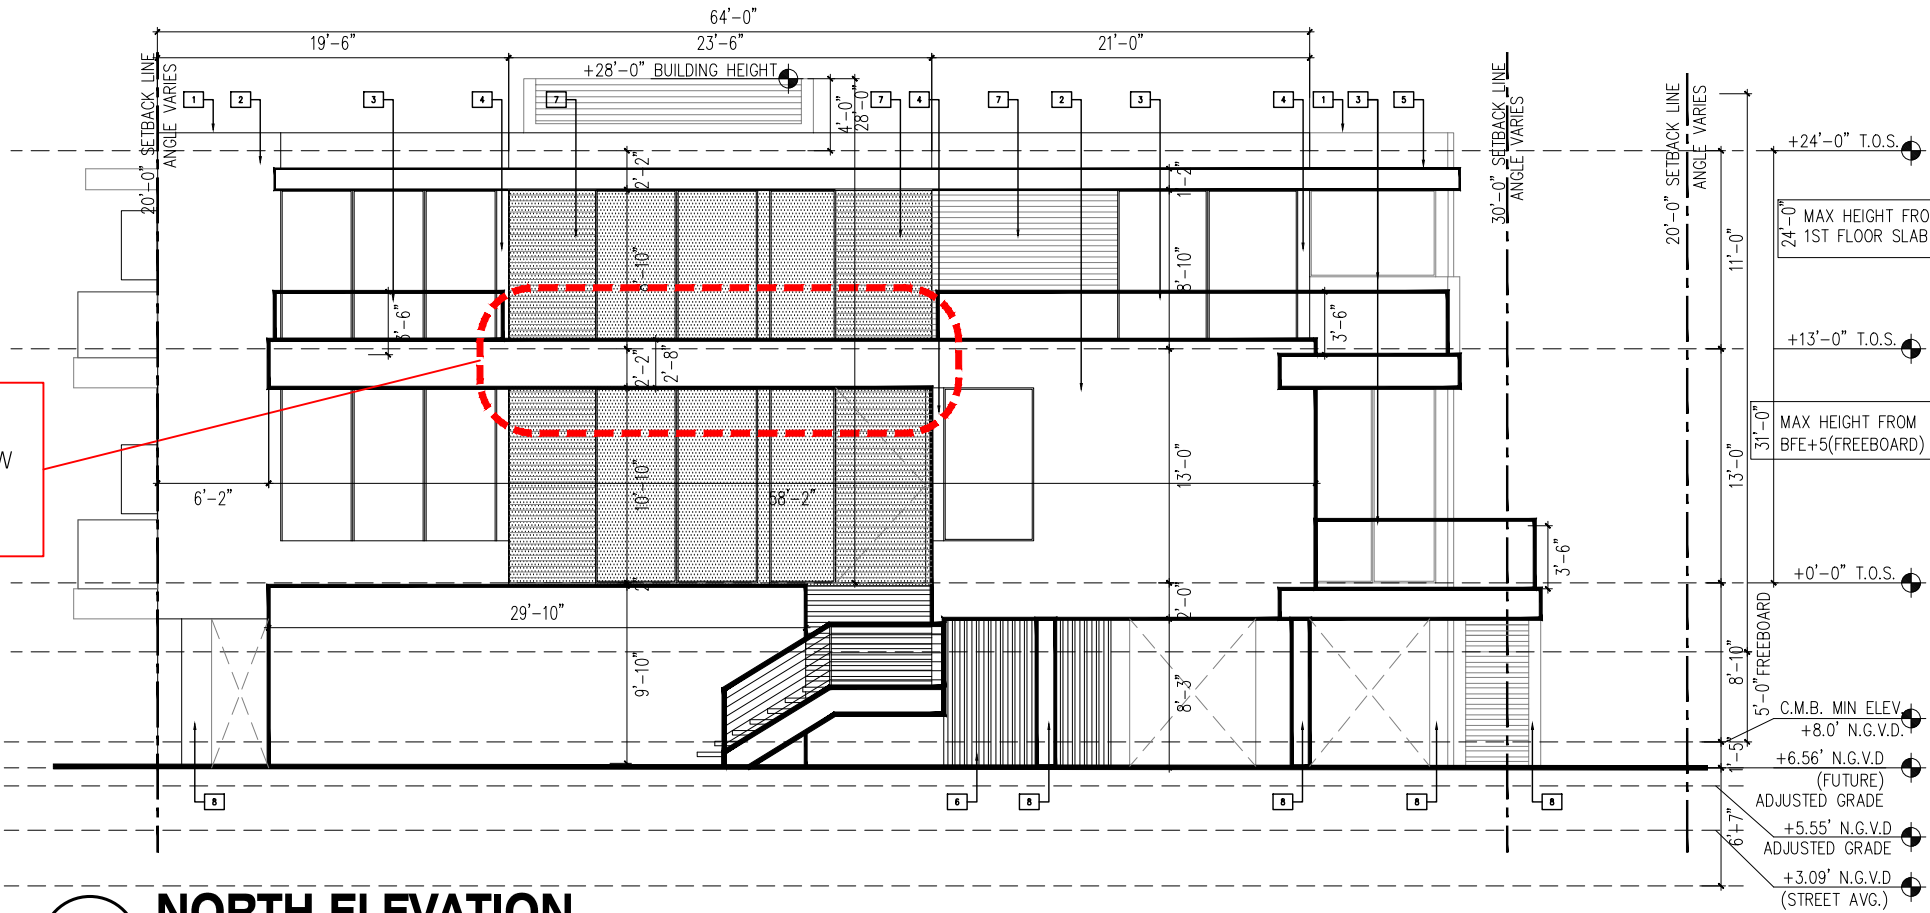 64'-0"
19'-6"
23'-6"
21'-0"
+28'-0" BUILDING HEIGHT
20'-0" SETBACK LINE
ANGLE VARIES
1
2
3
4
7
7
4
7
2
3
4
1
3
5
4'-0"
28'-0"
30'-0" SETBACK LINE
ANGLE VARIES
20'-0" SETBACK LINE
ANGLE VARIES
+24'-0" T.O.S.
2'-2"
1'-2"
24'-0"
MAX HEIGHT FRO
1ST FLOOR SLAB
11'-0"
8'-10"
3'-6"
3'-6"
+13'-0" T.O.S.
2'-2"
2'-8"
31'-0"
MAX HEIGHT FROM
BFE+5(FREEBOARD)
W
6'-2"
10'-10"
58'-2"
13'-0"
13'-0"
3'-6"
+0'-0" T.O.S.
29'-10"
2'-0"
5'-0" FREEBOARD
9'-10"
8'-3"
8'-10"
C.M.B. MIN ELEV.
+8.0' N.G.V.D.
1'-5"
+6.56' N.G.V.D
(FUTURE)
ADJUSTED GRADE
8
6
8
8
8
8
+5.55' N.G.V.D
ADJUSTED GRADE
+3.09' N.G.V.D
(STREET AVG.)
NORTH ELEVATION